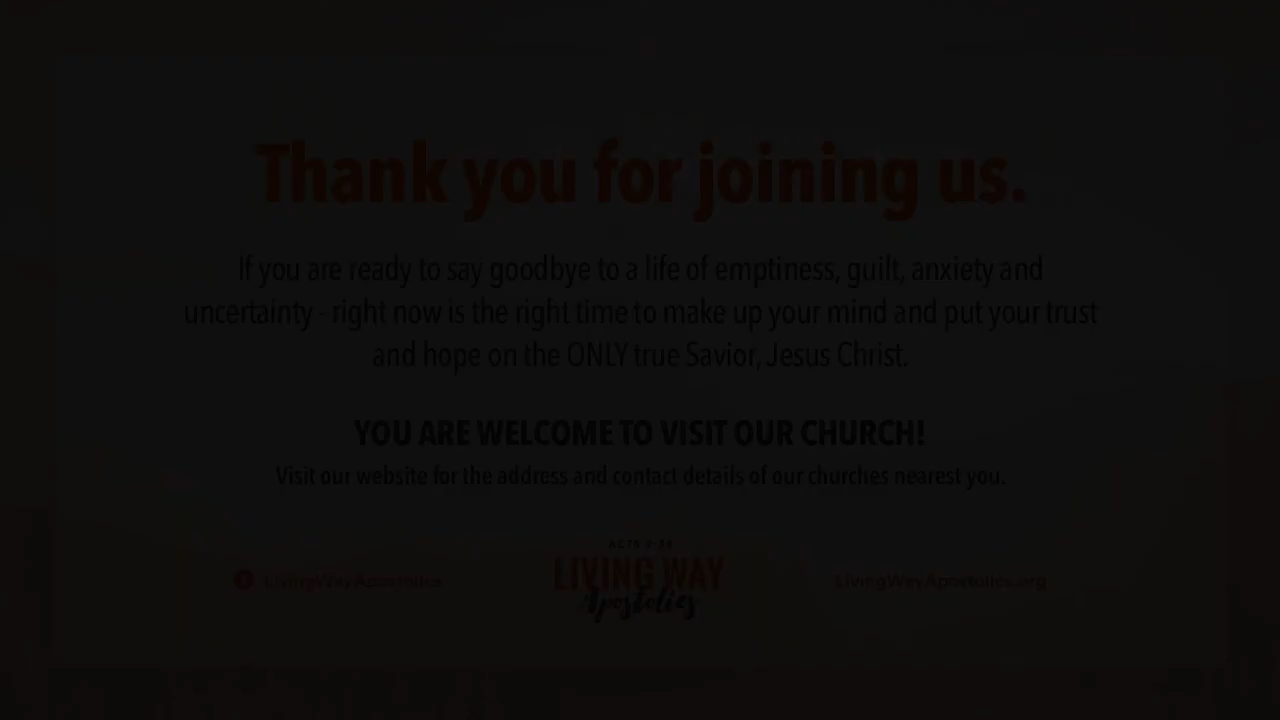 Thank you for joining us.
If you are ready to say goodbye to a life of emptiness, guilt, anxiety and
uncertainty - right now is the right time to make up your mind and put your trust
and hope on the ONLY true Savior, Jesus Christ.
YOU ARE WELCOME TO VISIT OUR CHURCH!
Visit our website for the address and contact details of our churches nearest you.
ACTS 2:38
LivingWayApostolics
LIVING WAY
Apostolics
LivingWayApostolics.org